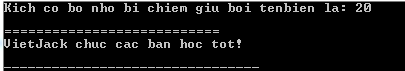 Kich co bo nho bi chiem giu boi tenbien la: 20
===========================
VietJack chuc cac ban hoc tot!
--------------------------------